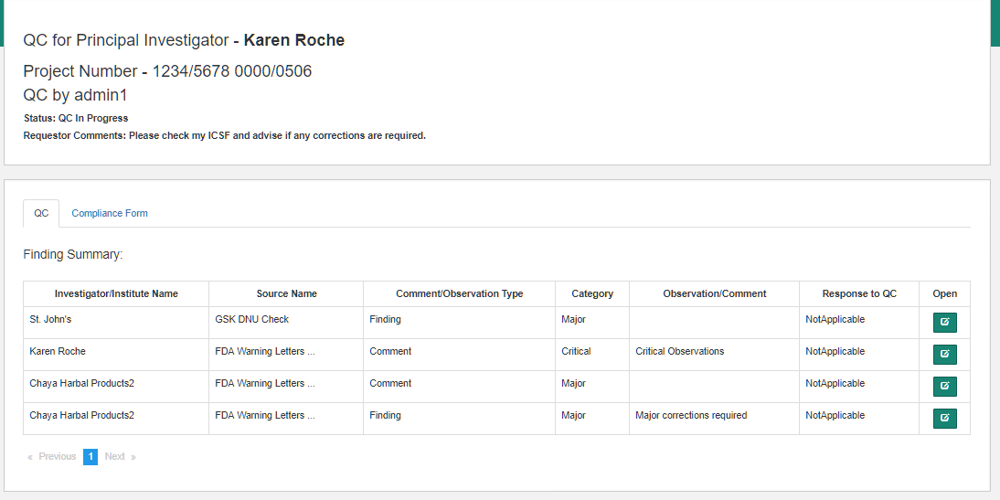 QC for Principal Investigator - Karen Roche
Project Number - 1234/5678 0000/0506
QC by admin1
Status: QC In Progress
Requestor Comments: Please check my ICSF and advise if any corrections are required.
QC Compliance Form
Finding Summary:
Investigator/Institute Name Source Name Comment/Observation Type Category Observation/Comment Response to QC Open
St. John's GSK DNU Check Finding Major NotApplicable
Karen Roche FDA Warning Letters ... Comment Critical Critical Observations NotApplicable
Chaya Harbal Products2 FDA Warning Letters ... Comment Major NotApplicable
Chaya Harbal Products2 FDA Warning Letters ... Finding Major Major corrections required NotApplicable
« Previous 1 Next »